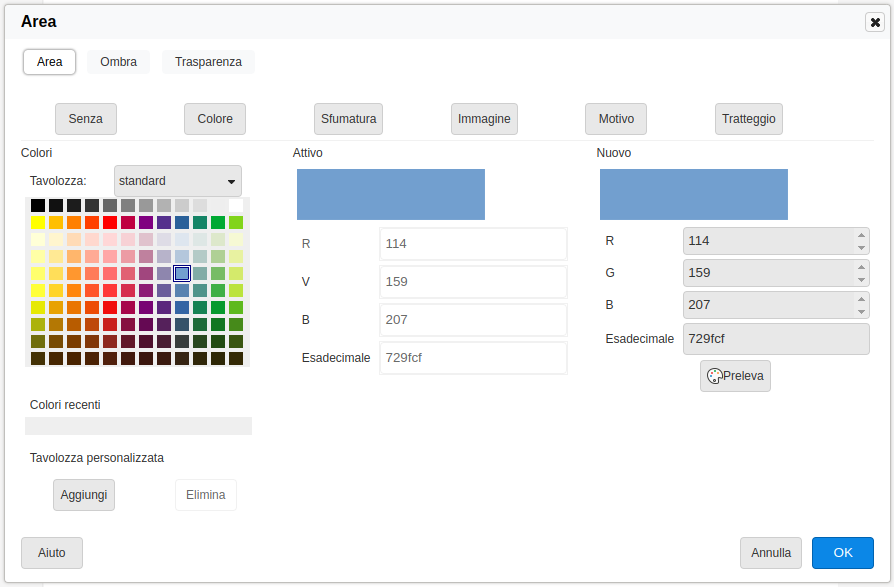 Area
Area Ombra Trasparenza
Senza Colore Sfumatura Immagine Motivo Tratteggio
Colori
Tavolozza: standard
Colori recenti
Tavolozza personalizzata
Aggiungi Elimina
Attivo
R 114
V 159
B 207
Esadecimale 729fcf
Nuovo
R 114
G 159
B 207
Esadecimale 729fcf
Preleva
Aiuto Annulla OK